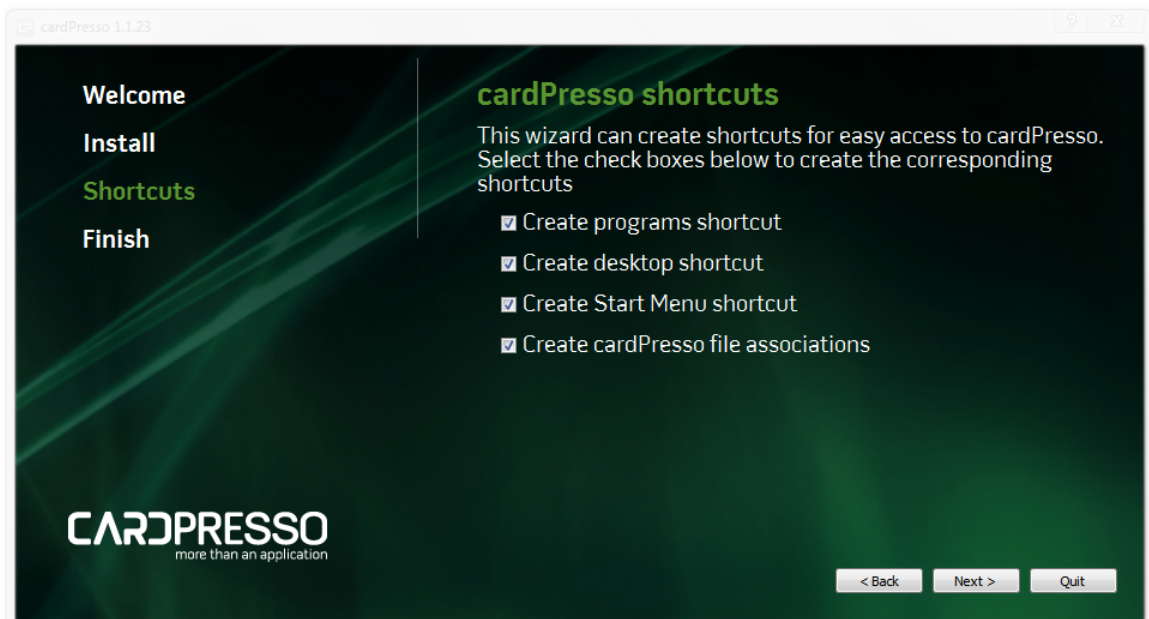 cardPresso 1.1.23
Welcome
Install
Shortcuts
Finish
cardPresso shortcuts
This wizard can create shortcuts for easy access to cardPresso.
Select the check boxes below to create the corresponding
shortcuts
Create programs shortcut
Create desktop shortcut
Create Start Menu shortcut
Create cardPresso file associations
CARDPRESSO
more than an application
< Back
Next >
Quit